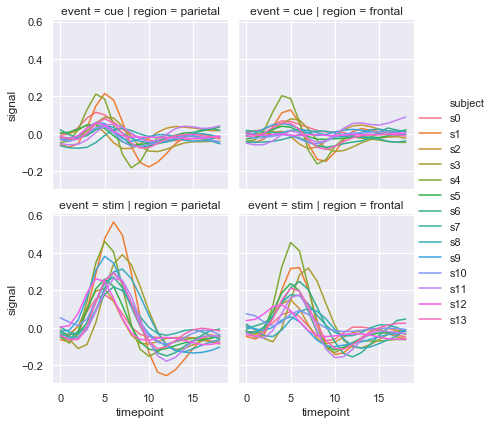 event = cue | region = parietal
event = cue | region = frontal
0.6
0.4
0.2
0.0
−0.2
signal
event = stim | region = parietal
event = stim | region = frontal
0.6
0.4
0.2
0.0
−0.2
signal
0 5 10 15
0 5 10 15
timepoint
timepoint
subject
s0
s1
s2
s3
s4
s5
s6
s7
s8
s9
s10
s11
s12
s13